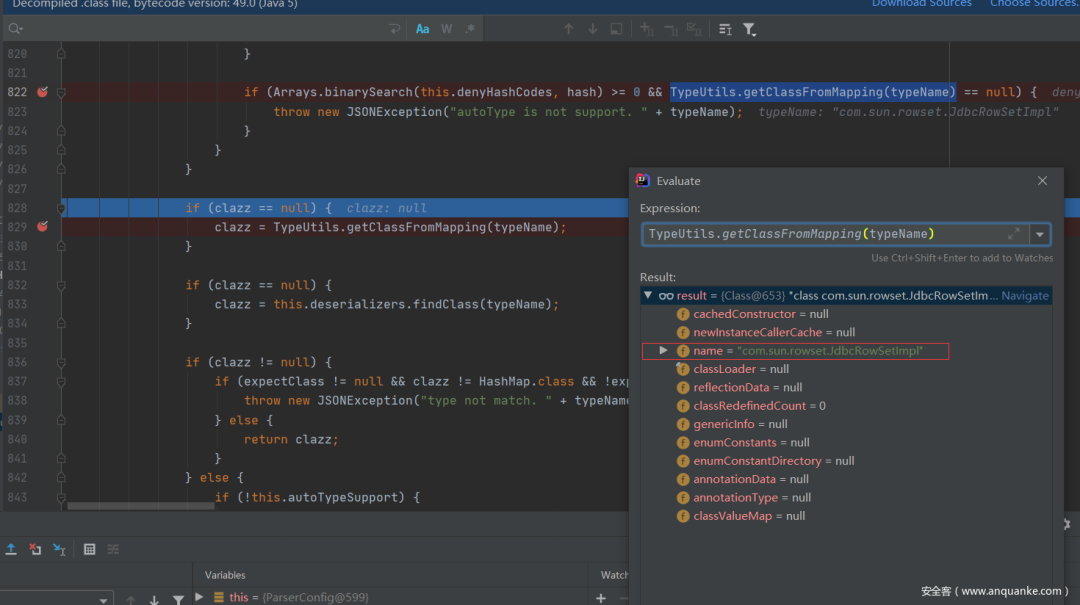 Decompiled .class file, bytecode version: 49.0 (Java 5)
Download Sources
Choose Sources.
Aa W .*
820 }
821
822 if (Arrays.binarySearch(this.denyHashCodes, hash) >= 0 && TypeUtils.getClassFromMapping(typeName) == null) { deny
823 throw new JSONException("autoType is not support. " + typeName); typeName: "com.sun.rowset.JdbcRowSetImpl"
824 }
825 }
826 }
827
828 if (clazz == null) { clazz: null
829 clazz = TypeUtils.getClassFromMapping(typeName);
830 }
831
832 if (clazz == null) {
833 clazz = this.deserializers.findClass(typeName);
834 }
835
836 if (clazz != null) {
837 if (expectClass != null && clazz != HashMap.class && !exp
838 throw new JSONException("type not match. " + typeName
839 } else {
840 return clazz;
841 }
842 } else {
843 if (!this.autoTypeSupport) {
Evaluate
Expression:
TypeUtils.getClassFromMapping(typeName)
Use Ctrl+Shift+Enter to add to Watches
Result:
result = {Class@653} "class com.sun.rowset.JdbcRowSetIm... Navigate
f cachedConstructor = null
f newInstanceCallerCache = null
f name = "com.sun.rowset.JdbcRowSetImpl"
f classLoader = null
f reflectionData = null
f classRedefinedCount = 0
f genericInfo = null
f enumConstants = null
f enumConstantDirectory = null
f annotationData = null
f annotationType = null
f classValueMap = null
Variables
Watch
this = {ParserConfig@599}
安全客（www.anquanke.com）